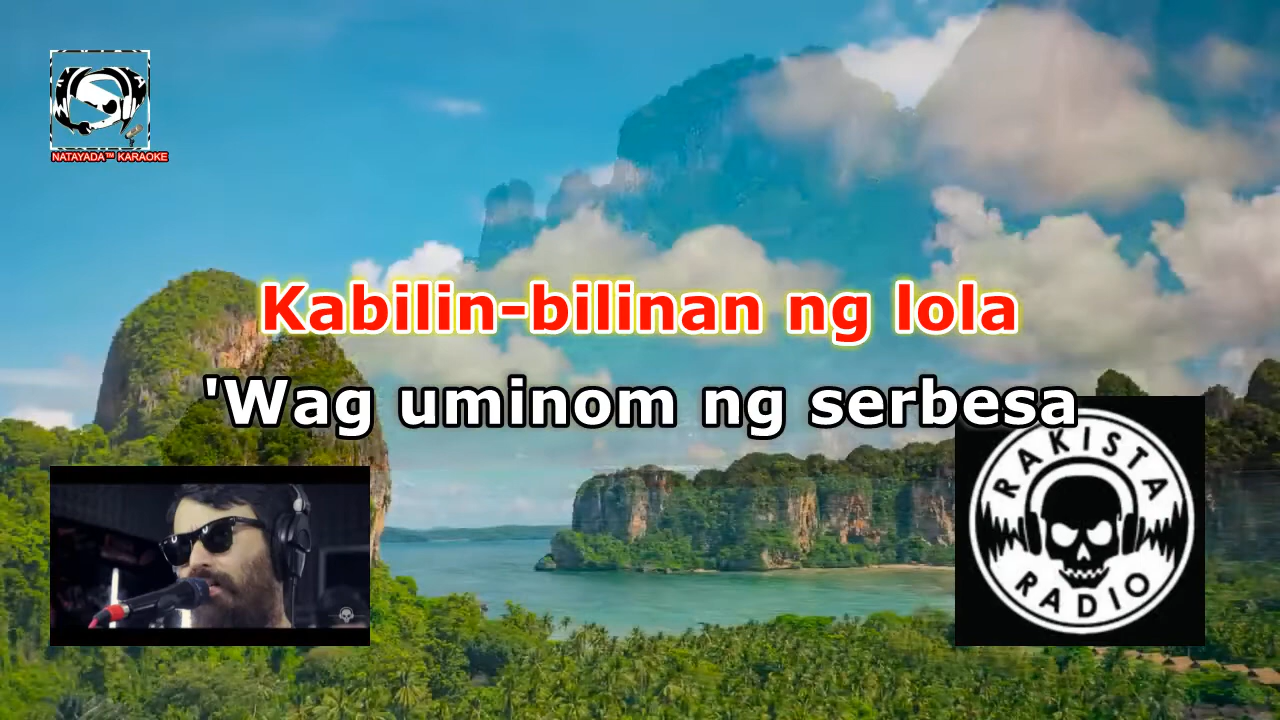 NATAYADA™ KARAOKE
Kabilin-bilinan ng lola
'Wag uminom ng serbesa
RAKISTA
RADIO